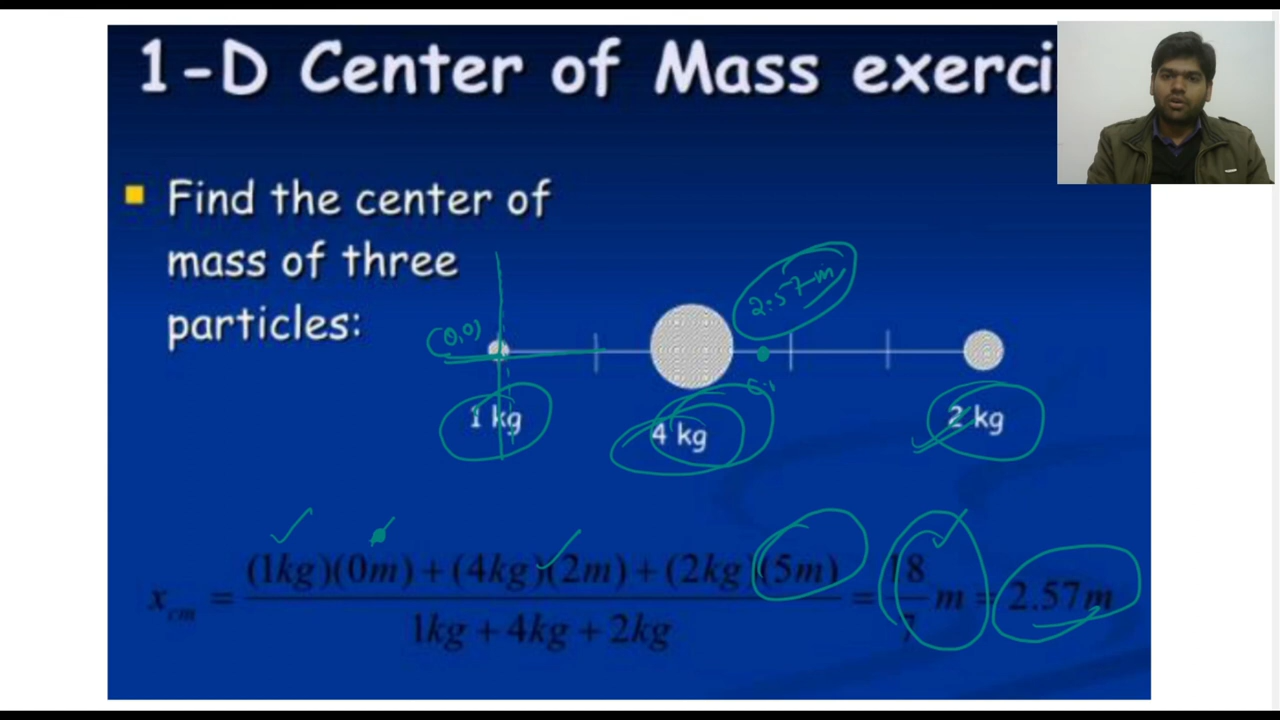 1-D Center of Mass exerci
Find the center of
mass of three
particles:
2.57m
(0,0)
1 kg
4 kg
2 kg
x_cm = (1kg)(0m) + (4kg)(2m) + (2kg)(5m) / 1kg + 4kg + 2kg = 18/7 m = 2.57m